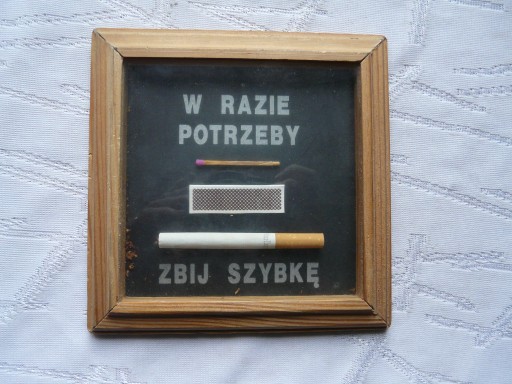 W RAZIE
POTRZEBY
ZBIJ SZYBKĘ